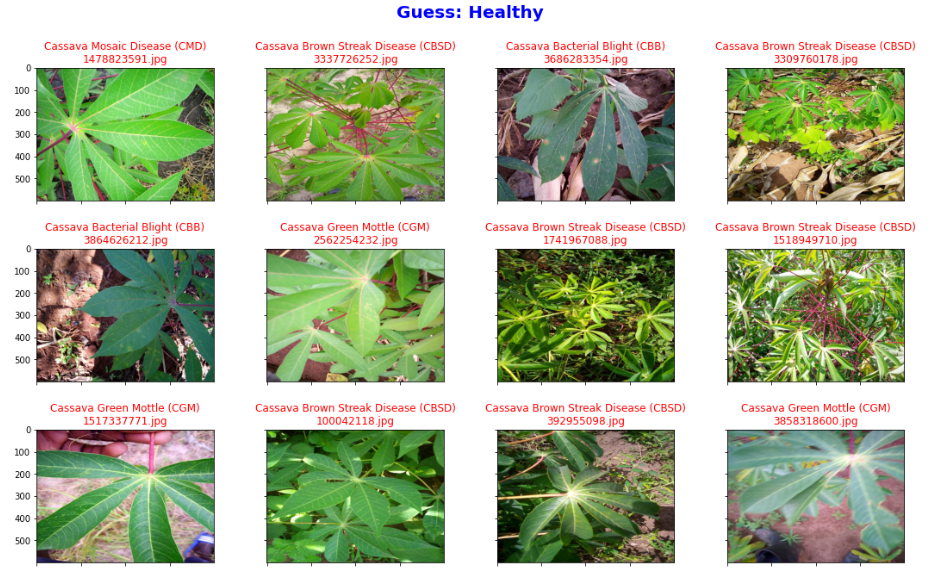 Guess: Healthy
Cassava Mosaic Disease (CMD)
1478823591.jpg
Cassava Brown Streak Disease (CBSD)
3337726252.jpg
Cassava Bacterial Blight (CBB)
3686283354.jpg
Cassava Brown Streak Disease (CBSD)
3309760178.jpg
0
100
200
300
400
500
Cassava Bacterial Blight (CBB)
3864626212.jpg
Cassava Green Mottle (CGM)
2562254232.jpg
Cassava Brown Streak Disease (CBSD)
1741967088.jpg
Cassava Brown Streak Disease (CBSD)
1518949710.jpg
0
100
200
300
400
500
Cassava Green Mottle (CGM)
1517337771.jpg
Cassava Brown Streak Disease (CBSD)
100042118.jpg
Cassava Brown Streak Disease (CBSD)
392955098.jpg
Cassava Green Mottle (CGM)
3858318600.jpg
0
100
200
300
400
500